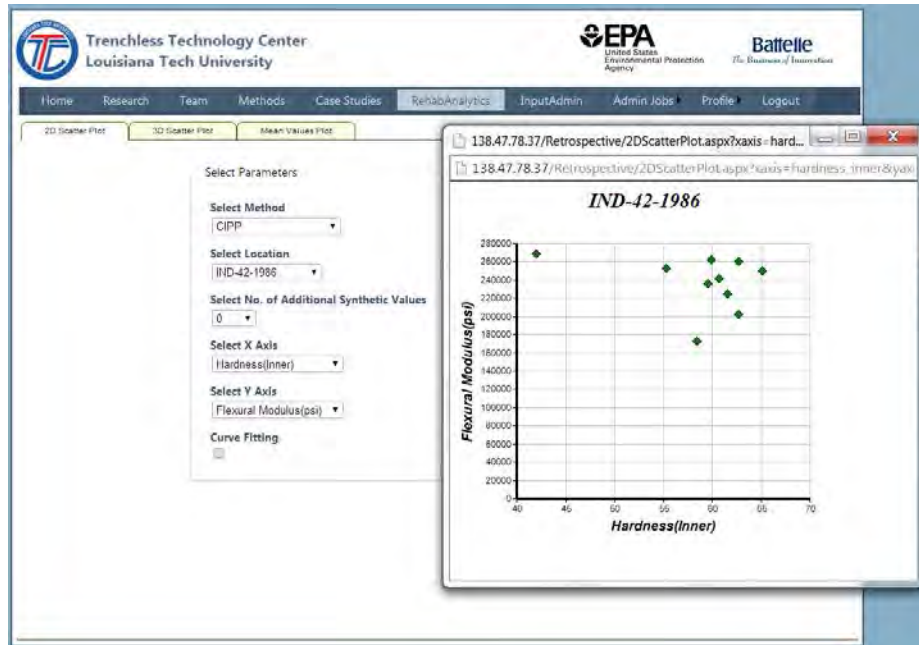 Trenchless Technology Center
Louisiana Tech University
EPA
United States
Environmental Protection
Agency
Battelle
The Business of Innovation
Home Research Team Methods Case Studies RehabAnalytics InputAdmin Admin Jobs Profile Logout
2D Scatter Plot 3D Scatter Plot Mean Values Plot
Select Parameters
Select Method
CIPP
Select Location
IND-42-1986
Select No. of Additional Synthetic Values
0
Select X Axis
Hardness(Inner)
Select Y Axis
Flexural Modulus(psi)
Curve Fitting
138.47.78.37/Retrospective/2DScatterPlot.aspx?xaxis=hard...
138.47.78.37/Retrospective/2DScatterPlot.aspx?xaxis=hardness_inner&yaxi
IND-42-1986
Flexural Modulus(psi)
280000
260000
240000
220000
200000
180000
160000
140000
120000
100000
80000
60000
40000
20000
0
40 45 50 55 60 65 70
Hardness(Inner)